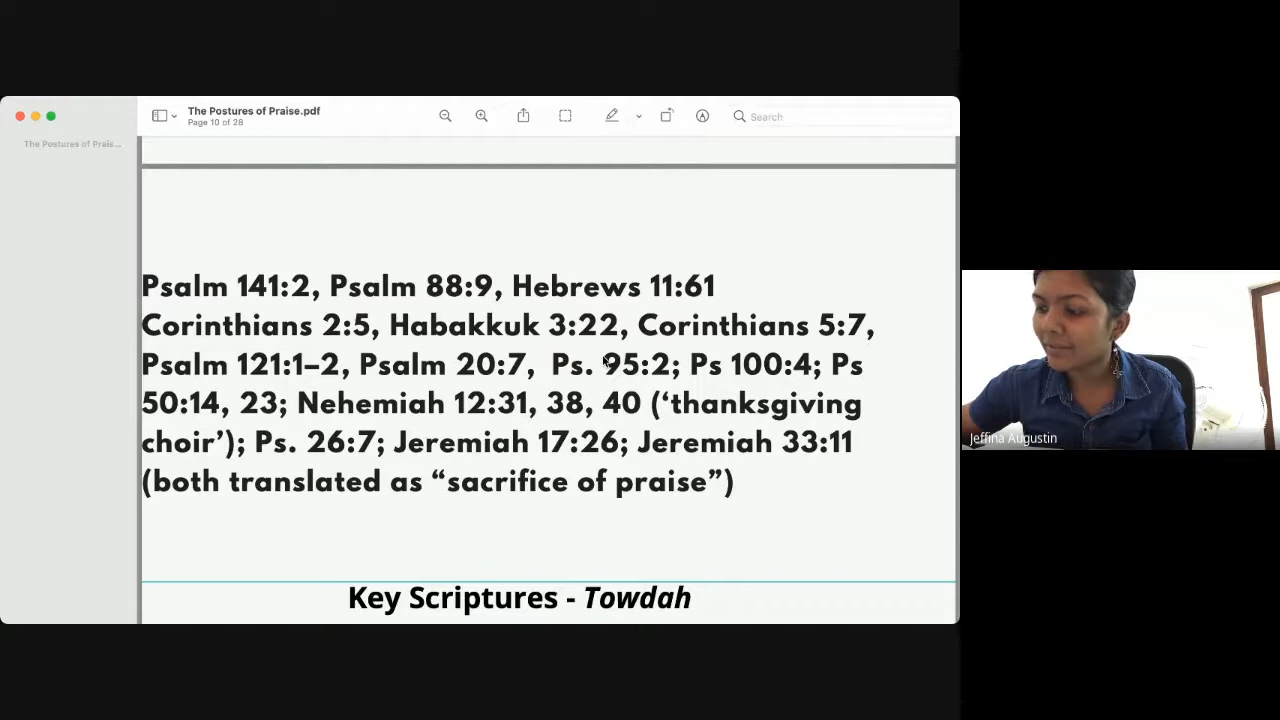 The Postures of Praise.pdf
Page 10 of 28
Search
The Postures of Prais...
Psalm 141:2, Psalm 88:9, Hebrews 11:61
Corinthians 2:5, Habakkuk 3:22, Corinthians 5:7,
Psalm 121:1–2, Psalm 20:7, Ps. 95:2; Ps 100:4; Ps
50:14, 23; Nehemiah 12:31, 38, 40 (‘thanksgiving
choir’); Ps. 26:7; Jeremiah 17:26; Jeremiah 33:11
(both translated as “sacrifice of praise”)
Key Scriptures - Towdah
Jeffina Augustin